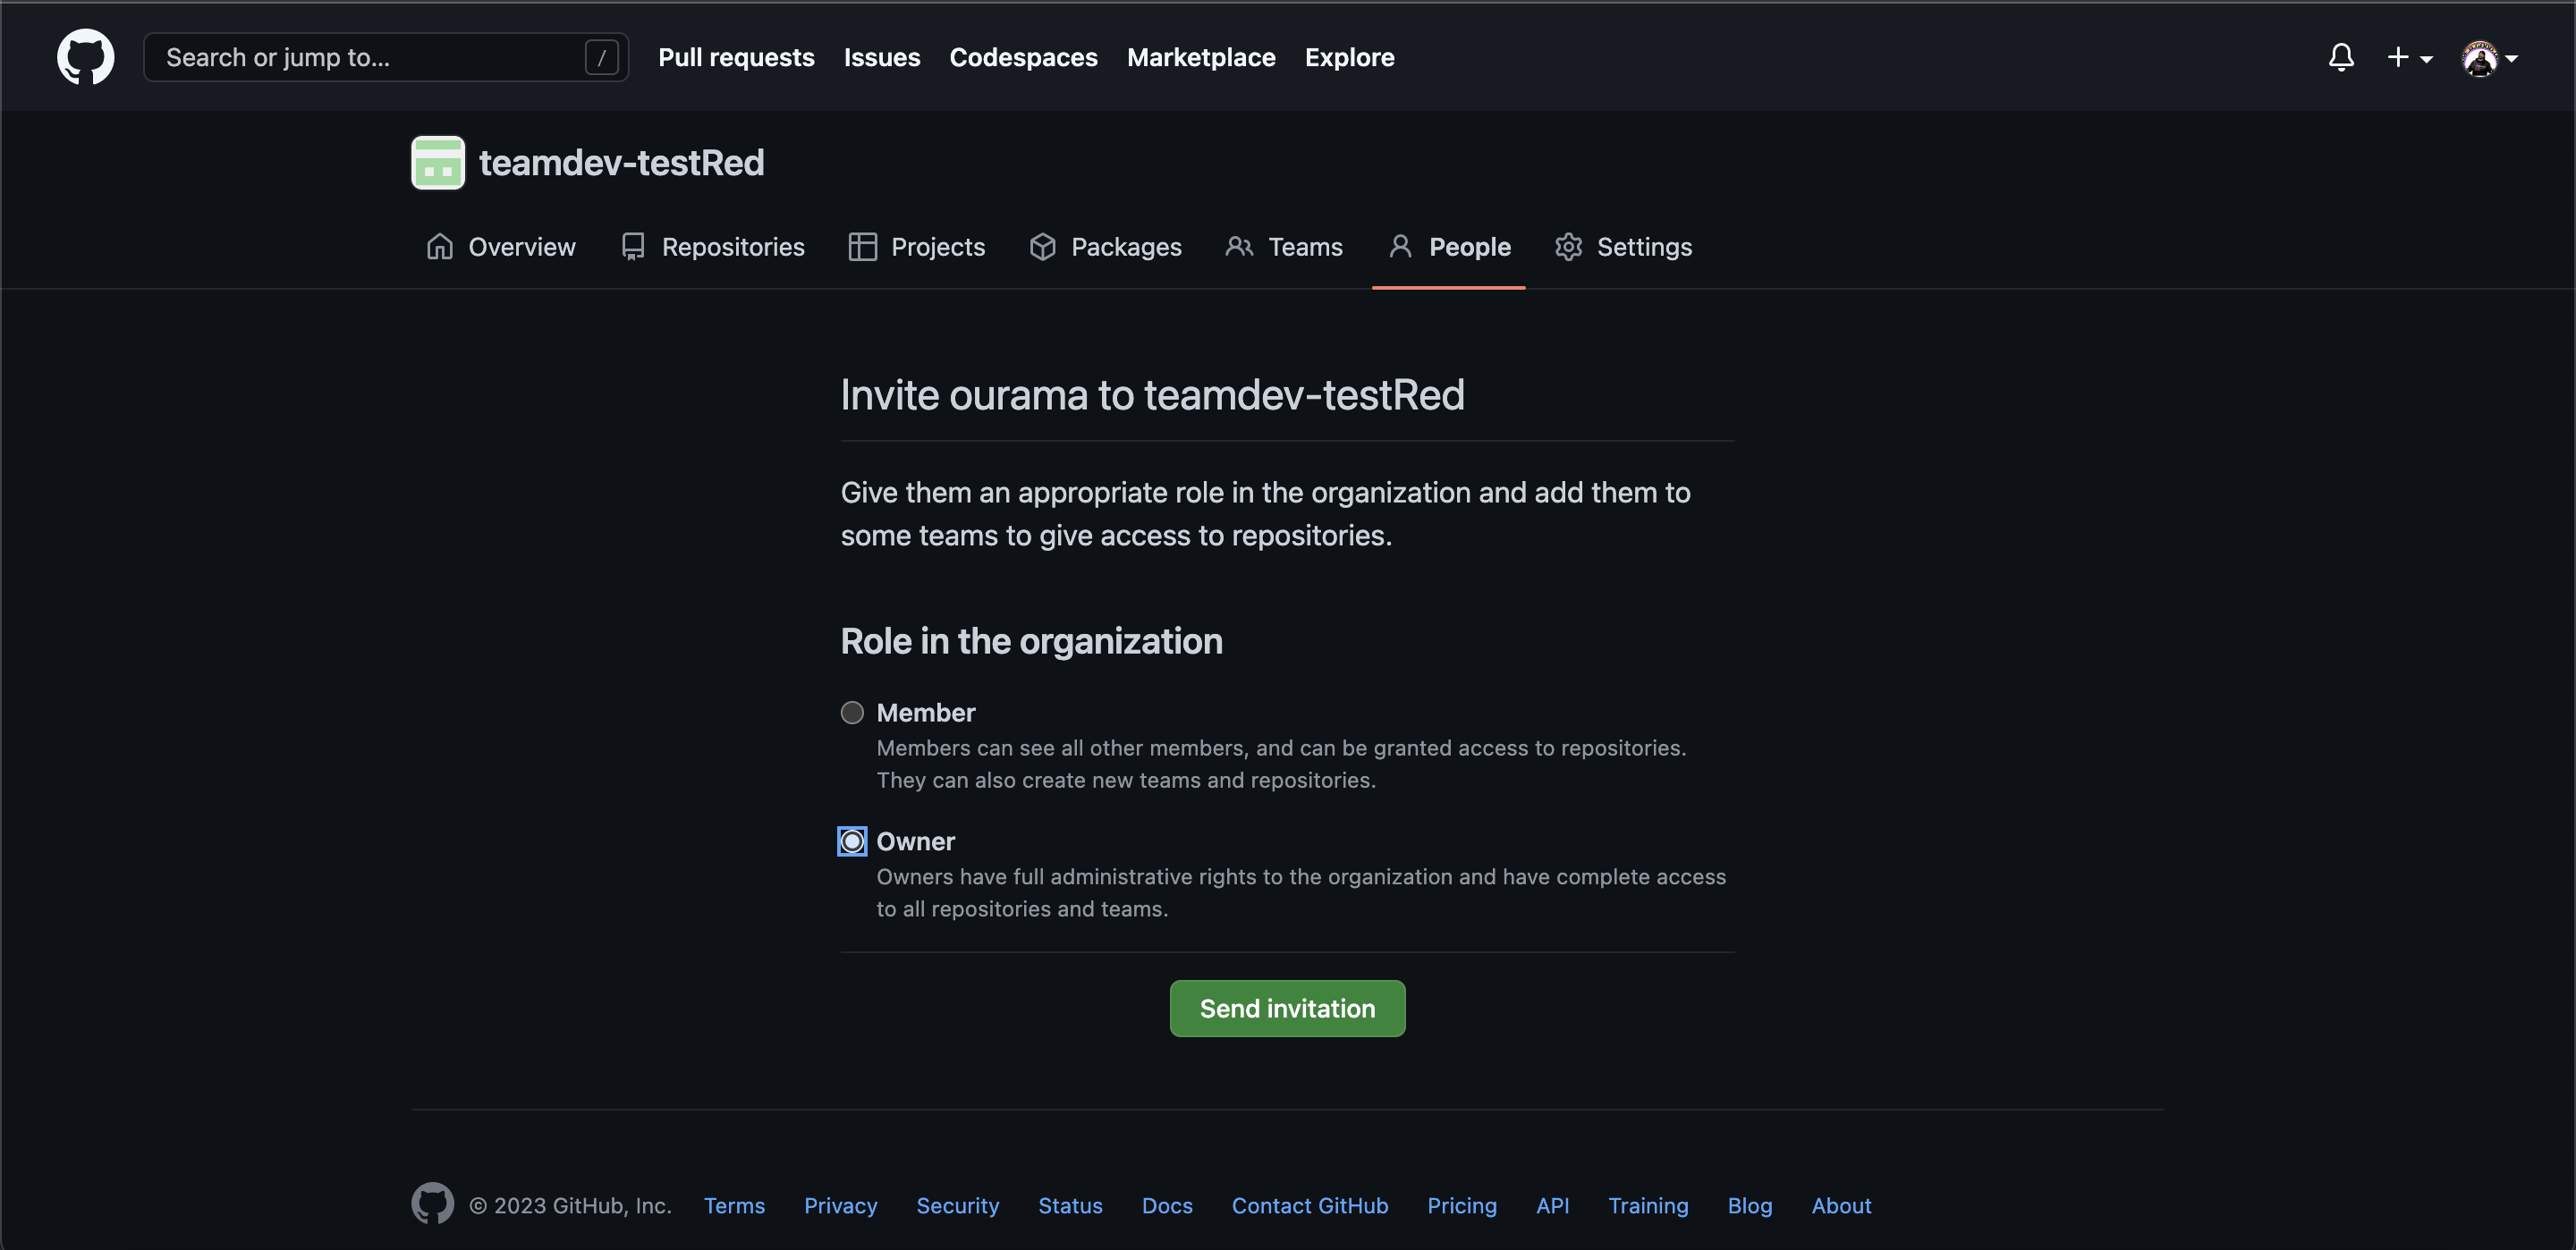 Search or jump to... / Pull requests Issues Codespaces Marketplace Explore
teamdev-testRed
Overview Repositories Projects Packages Teams People Settings
Invite ourama to teamdev-testRed
Give them an appropriate role in the organization and add them to
some teams to give access to repositories.
Role in the organization
Member
Members can see all other members, and can be granted access to repositories.
They can also create new teams and repositories.
Owner
Owners have full administrative rights to the organization and have complete access
to all repositories and teams.
Send invitation
© 2023 GitHub, Inc. Terms Privacy Security Status Docs Contact GitHub Pricing API Training Blog About